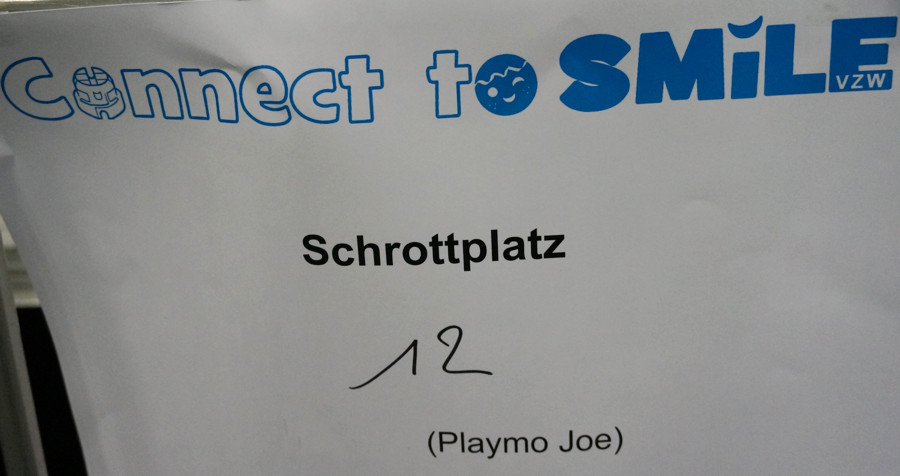 Connect to SMiLE
VZW
Schrottplatz
12
(Playmo Joe)